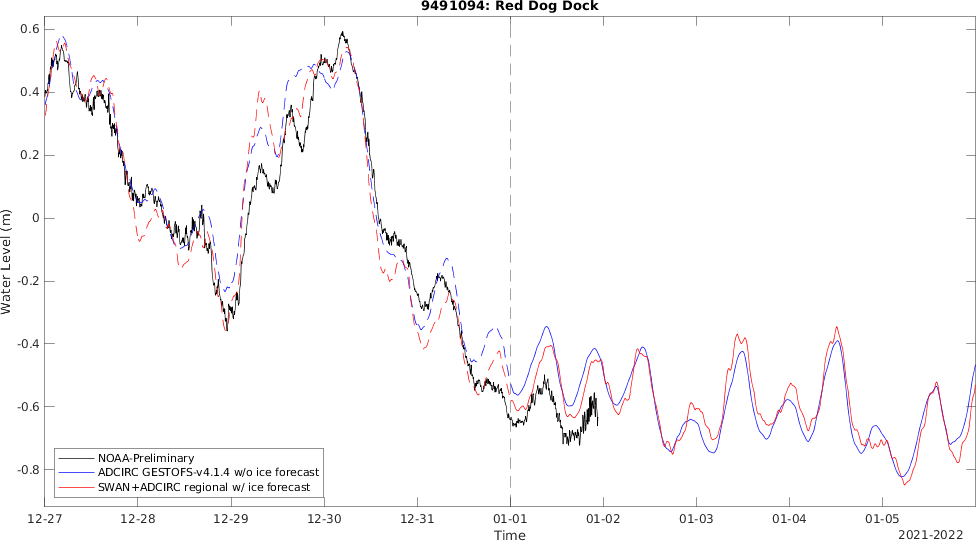 9491094: Red Dog Dock
0.6
0.4
0.2
0
-0.2
-0.4
-0.6
-0.8
Water Level (m)
NOAA-Preliminary
ADCIRC GESTOFS-v4.1.4 w/o ice forecast
SWAN+ADCIRC regional w/ ice forecast
12-27 12-28 12-29 12-30 12-31 01-01 01-02 01-03 01-04 01-05
Time
2021-2022